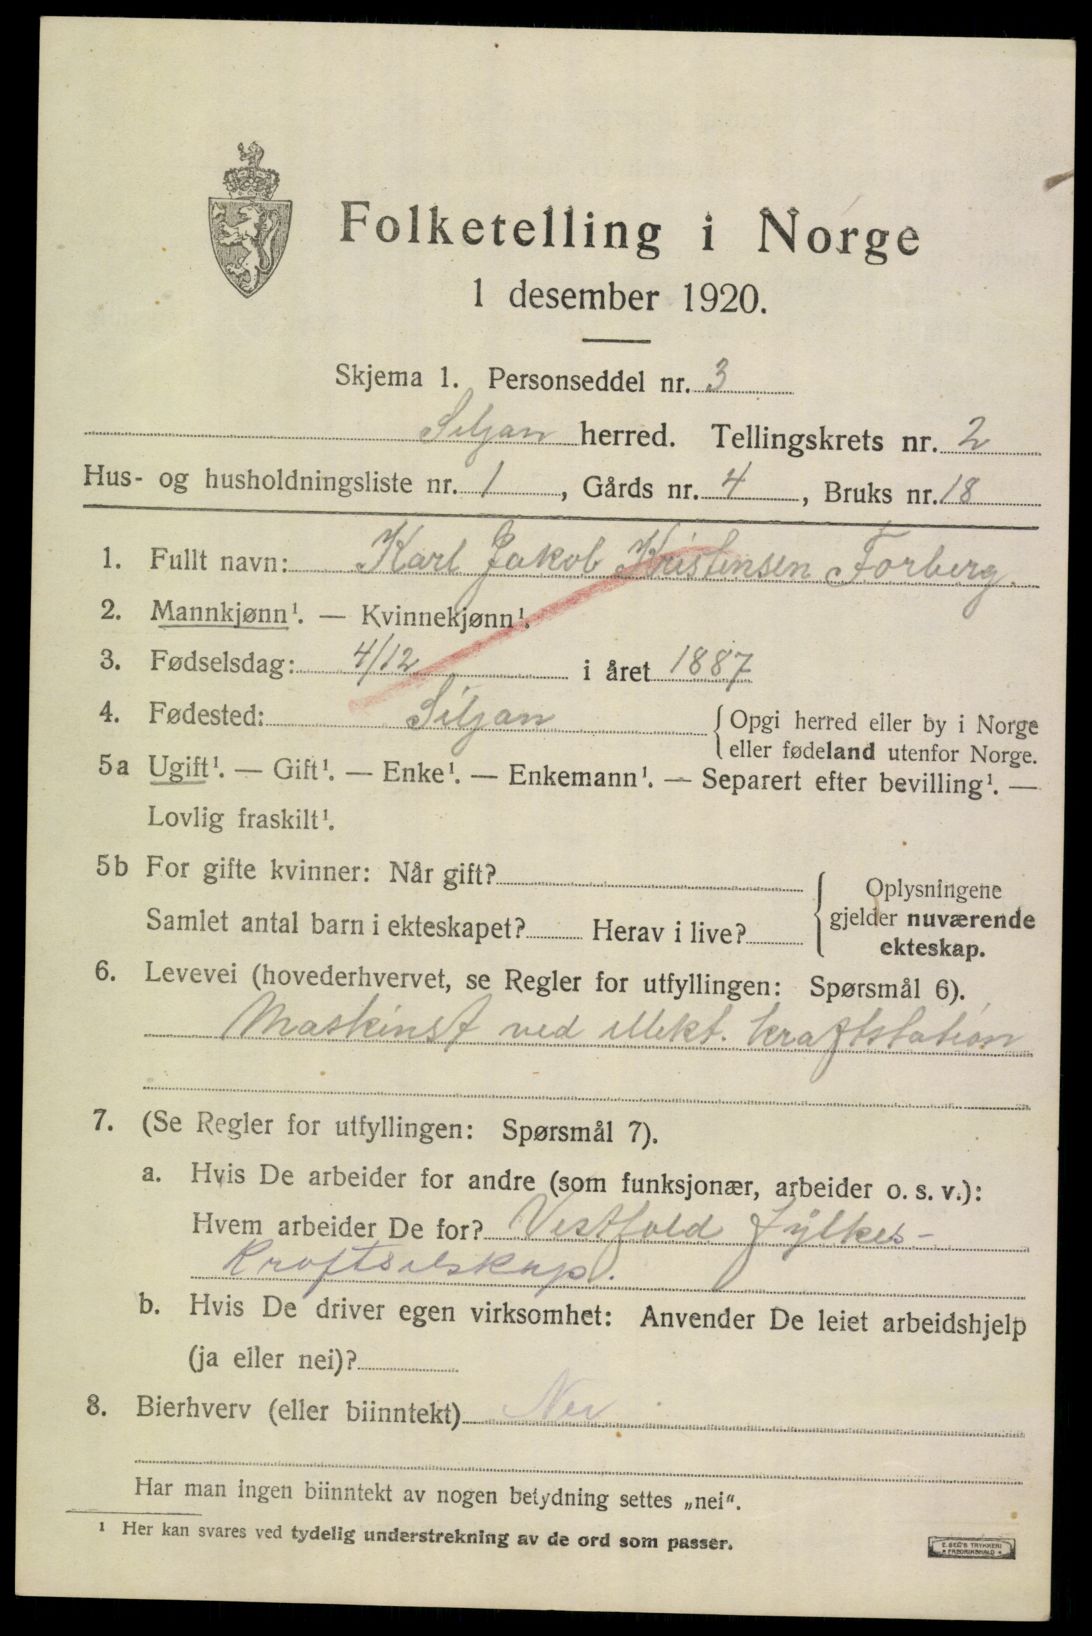 Folketelling i Norge
1 desember 1920.
Skjema 1. Personseddel nr. 3
Siljan herred. Tellingskrets nr. 2
Hus- og husholdningsliste nr. 1, Gårds nr. 4, Bruks nr. 18
1. Fullt navn: Karl Jakob Kristensen Forberg.
2. Mannkjønn¹. — Kvinnekjønn¹.
3. Fødselsdag: 4/12 i året 1887
4. Fødested: Siljan {Opgi herred eller by i Norge
eller fødeland utenfor Norge.
5a Ugift¹. — Gift¹. — Enke¹. — Enkemann¹. — Separert efter bevilling¹. —
Lovlig fraskilt¹.
5b For gifte kvinner: Når gift?
Samlet antal barn i ekteskapet? Herav i live?
{Oplysningene
gjelder nuværende
ekteskap.
6. Levevei (hovederhvervet, se Regler for utfyllingen: Spørsmål 6).
Maskinst ved ellekt. kraftstation
7. (Se Regler for utfyllingen: Spørsmål 7).
a. Hvis De arbeider for andre (som funksjonær, arbeider o. s. v.):
Hvem arbeider De for? Vestfold fylkes-
Kraftselskap.
b. Hvis De driver egen virksomhet: Anvender De leiet arbeidshjelp
(ja eller nei)?
8. Bierhverv (eller biinntekt) Nei
Har man ingen biinntekt av nogen betydning settes „nei".
¹ Her kan svares ved tydelig understrekning av de ord som passer.
E. SEM'S TRYKKERI
FREDRIKSHALD